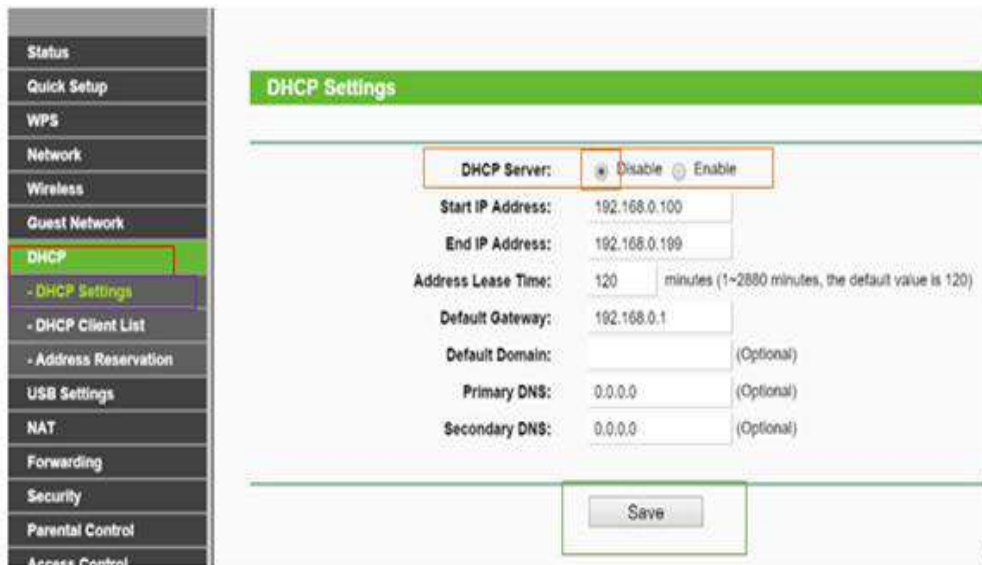 Status
Quick Setup
WPS
Network
Wireless
Guest Network
DHCP
- DHCP Settings
- DHCP Client List
- Address Reservation
USB Settings
NAT
Forwarding
Security
Parental Control
Access Control
DHCP Settings
DHCP Server: Disable Enable
Start IP Address: 192.168.0.100
End IP Address: 192.168.0.199
Address Lease Time: 120 minutes (1~2880 minutes, the default value is 120)
Default Gateway: 192.168.0.1
Default Domain: (Optional)
Primary DNS: 0.0.0.0 (Optional)
Secondary DNS: 0.0.0.0 (Optional)
Save